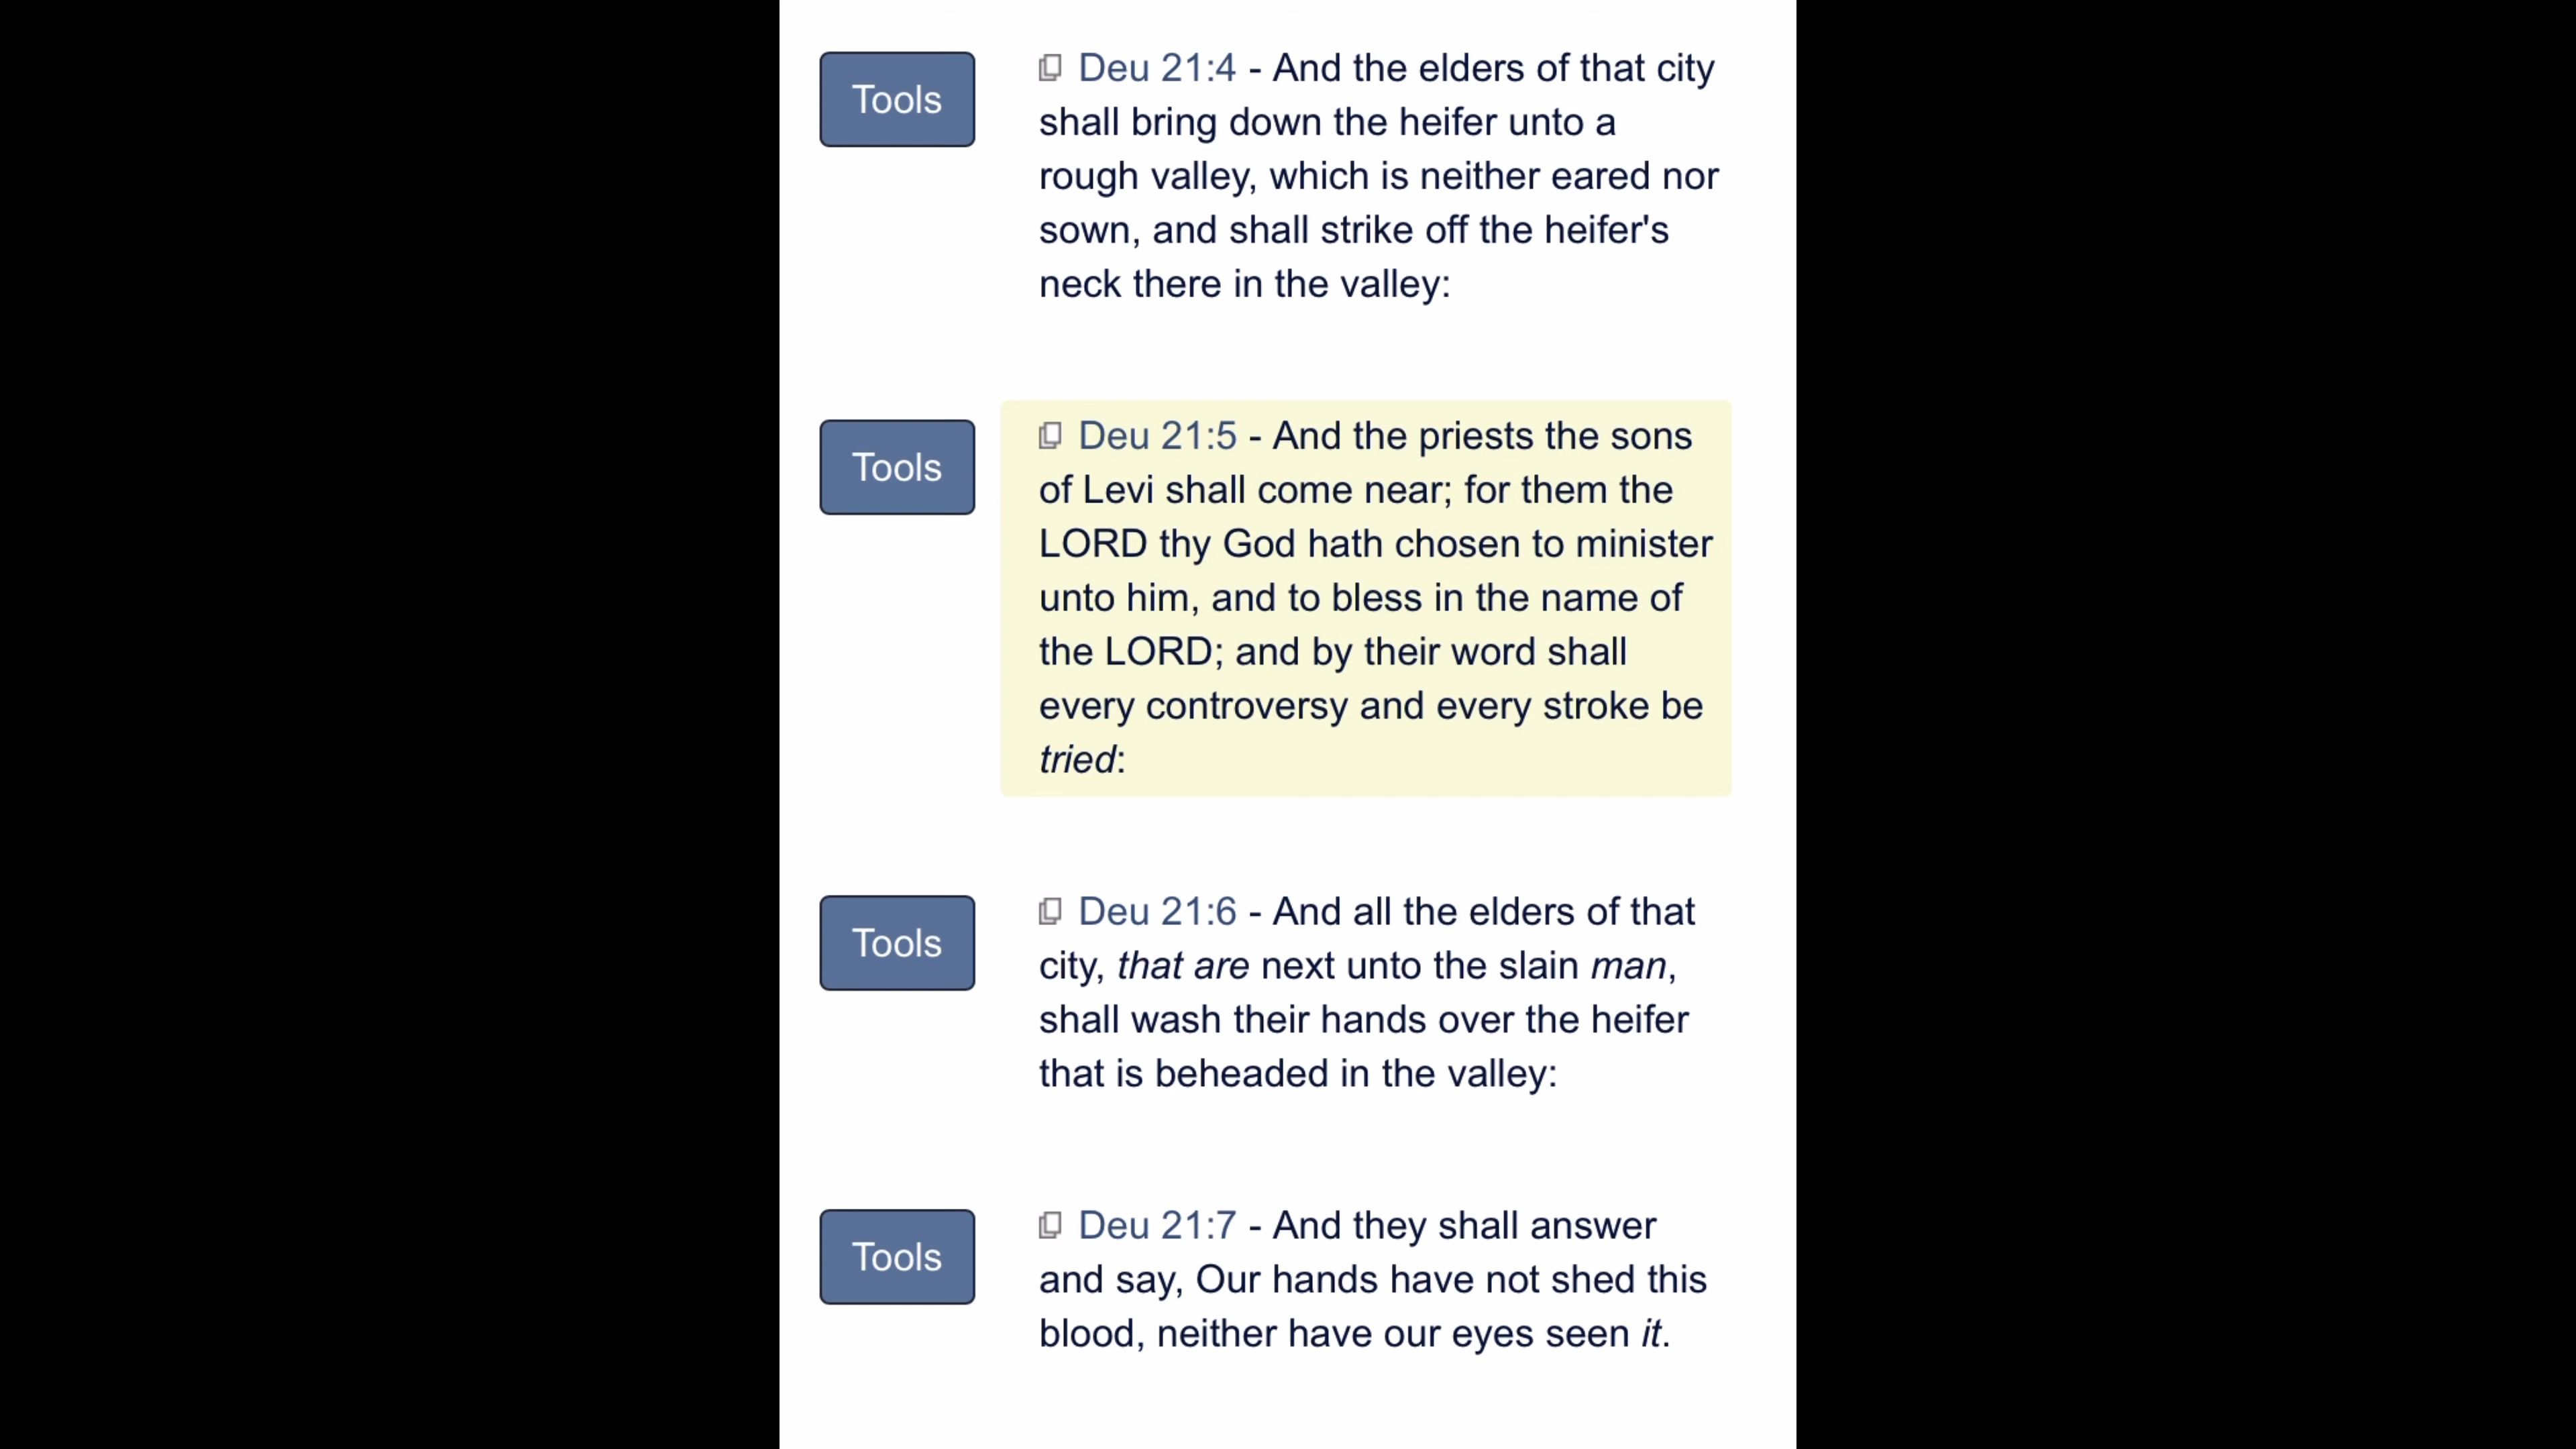 Tools
Deu 21:4 - And the elders of that city
shall bring down the heifer unto a
rough valley, which is neither eared nor
sown, and shall strike off the heifer's
neck there in the valley:
Tools
Deu 21:5 - And the priests the sons
of Levi shall come near; for them the
LORD thy God hath chosen to minister
unto him, and to bless in the name of
the LORD; and by their word shall
every controversy and every stroke be
tried:
Tools
Deu 21:6 - And all the elders of that
city, that are next unto the slain man,
shall wash their hands over the heifer
that is beheaded in the valley:
Tools
Deu 21:7 - And they shall answer
and say, Our hands have not shed this
blood, neither have our eyes seen it.